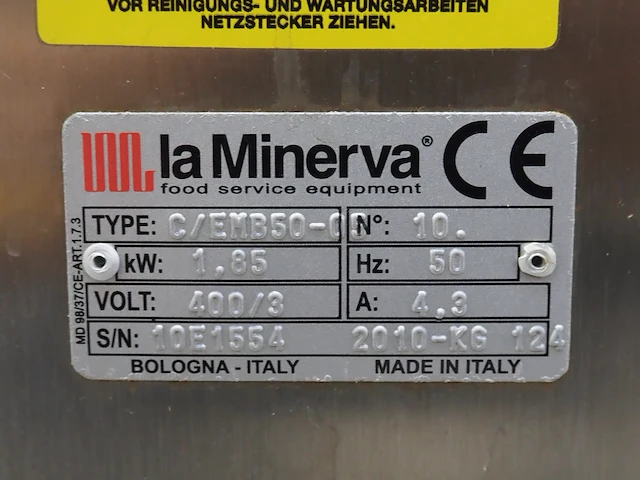 VOR REINIGUNGS- UND WARTUNGSARBEITEN
NETZSTECKER ZIEHEN.
la Minerva® CE
food service equipment
TYPE: C/EMB50-0 N°: 10.
kW: 1,85 Hz: 50
VOLT: 400/3 A: 4,3
S/N: 10E1554 2010-KG 124
BOLOGNA - ITALY MADE IN ITALY
MD 98/37/CE-ART.1.7.3